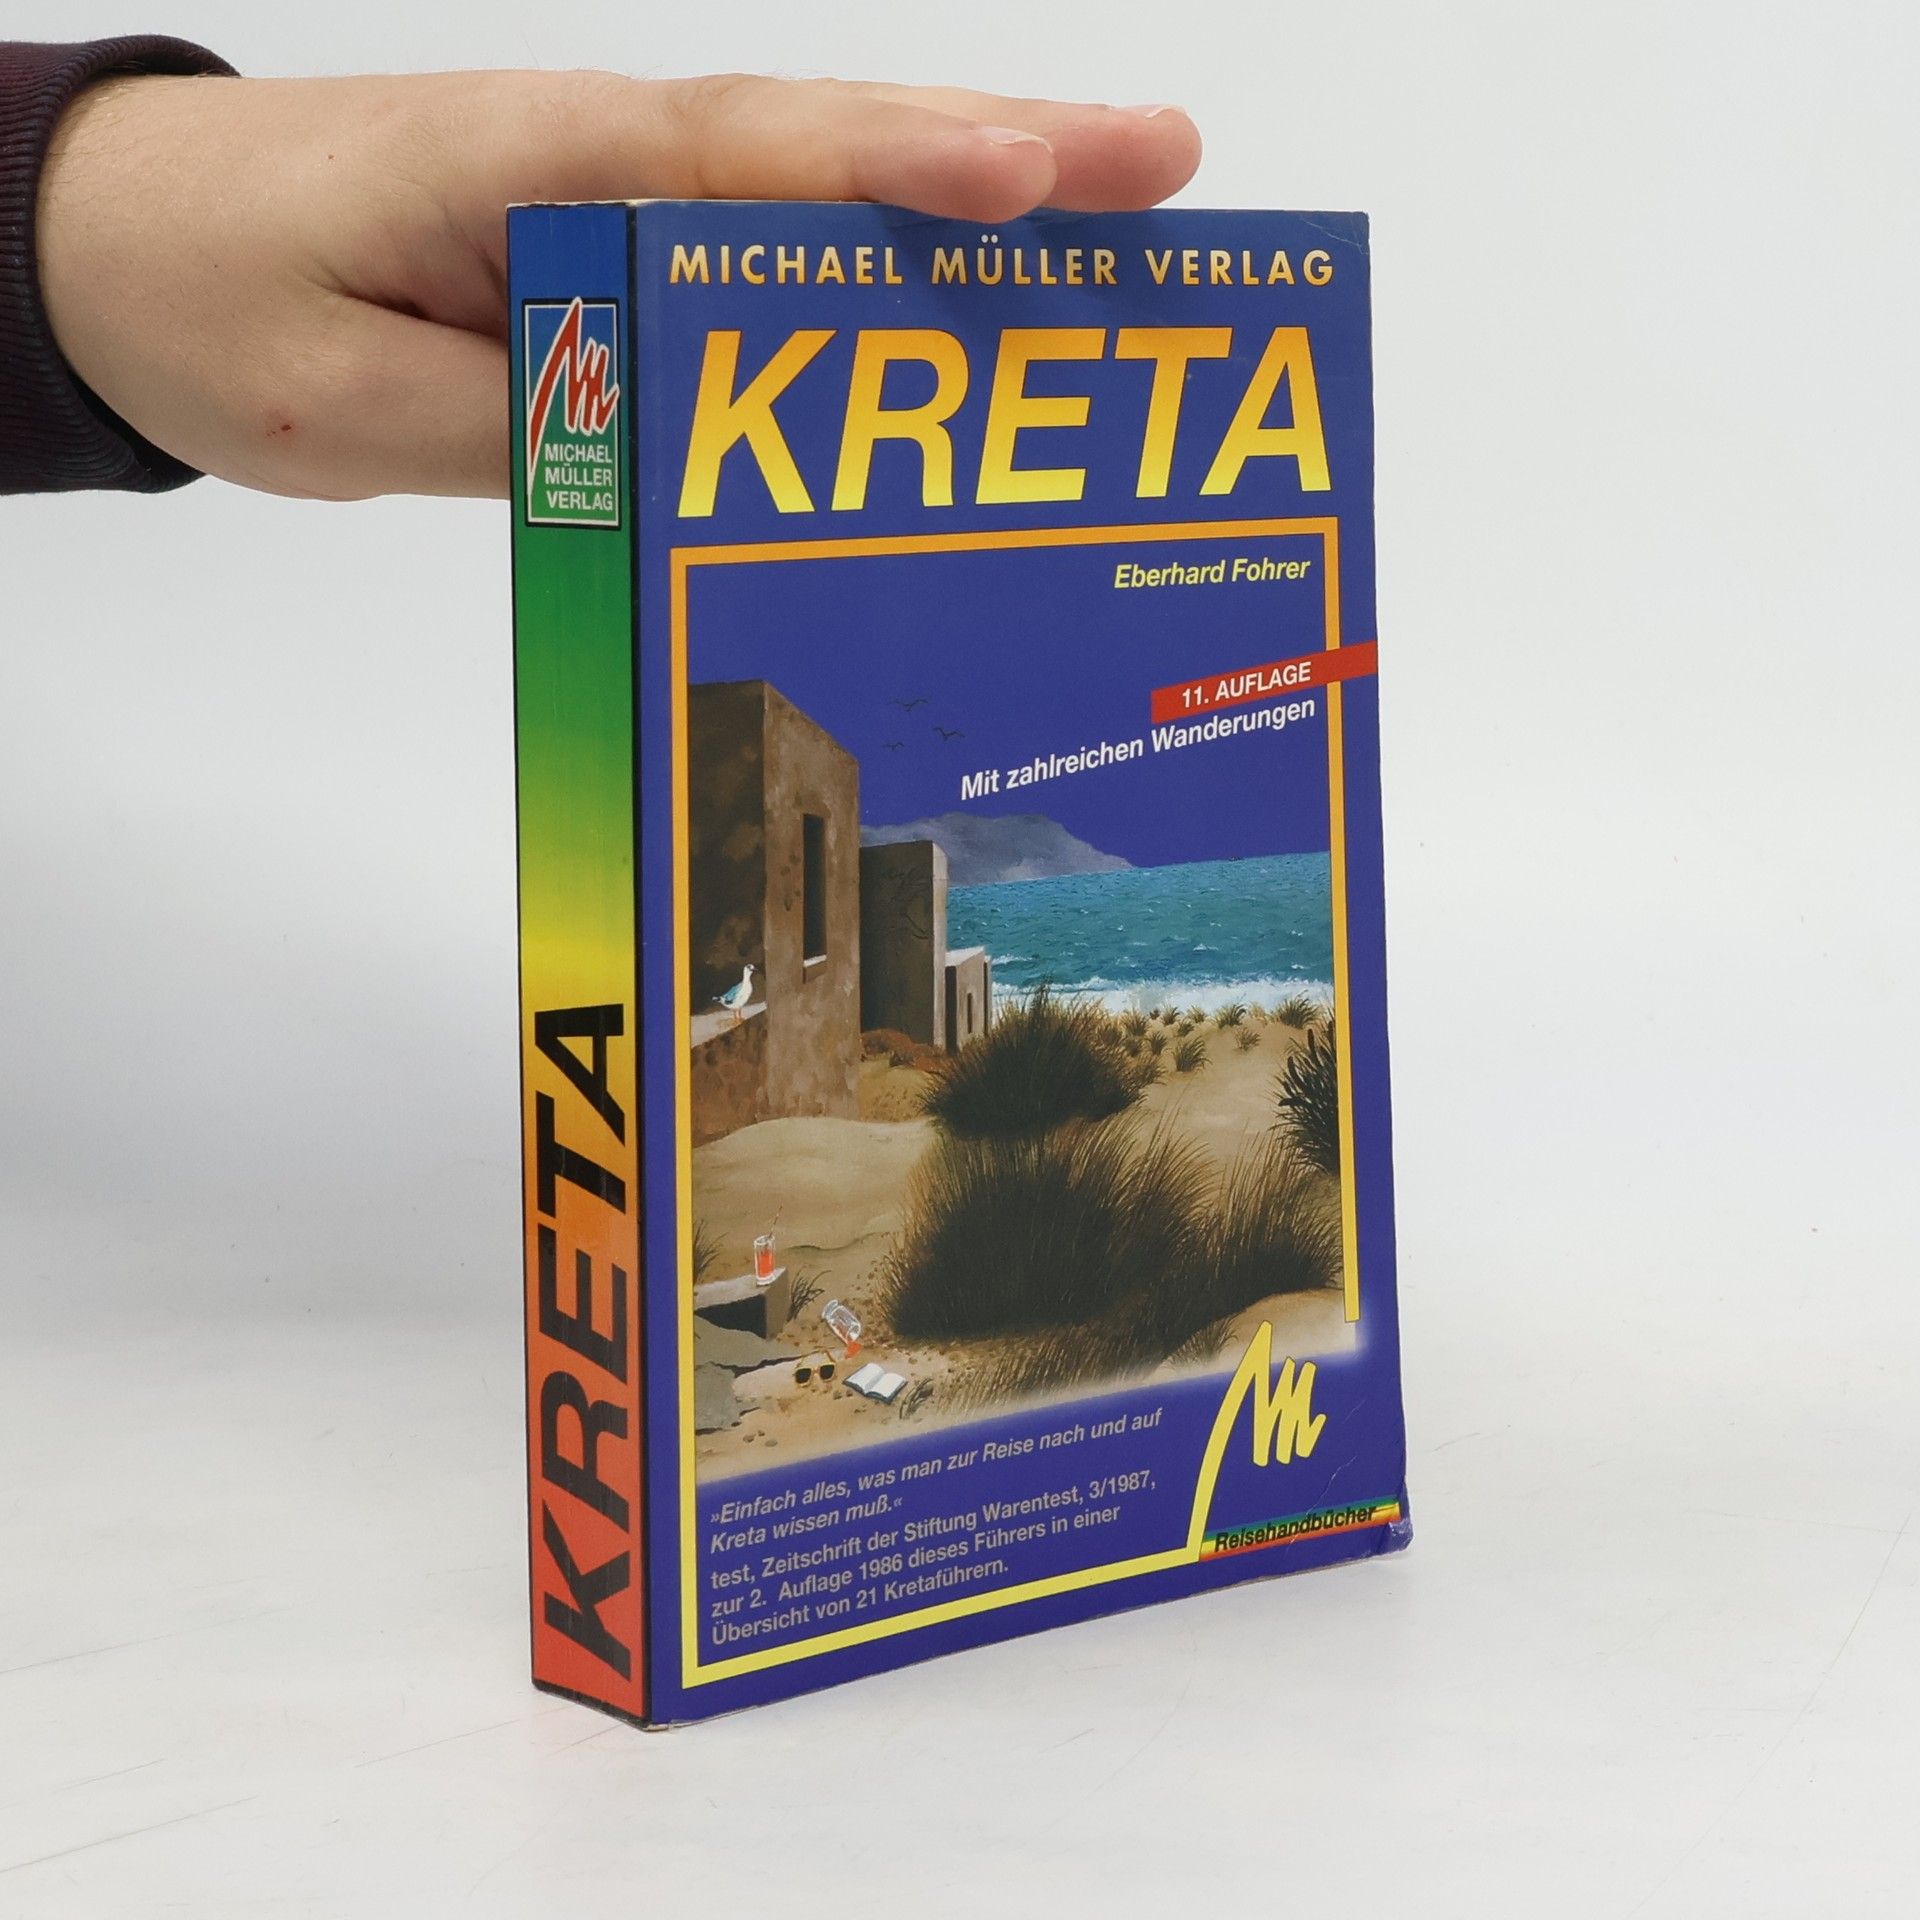 MICHAEL MÜLLER VERLAG
KRETA
Eberhard Fohrer
11. AUFLAGE
Mit zahlreichen Wanderungen
»Einfach alles, was man zur Reise nach und auf
Kreta wissen muß.«
test, Zeitschrift der Stiftung Warentest, 3/1987,
zur 2. Auflage 1986 dieses Führers in einer
Übersicht von 21 Kretaführern.
Reisehandbücher
MICHAEL
MÜLLER
VERLAG
KRETA